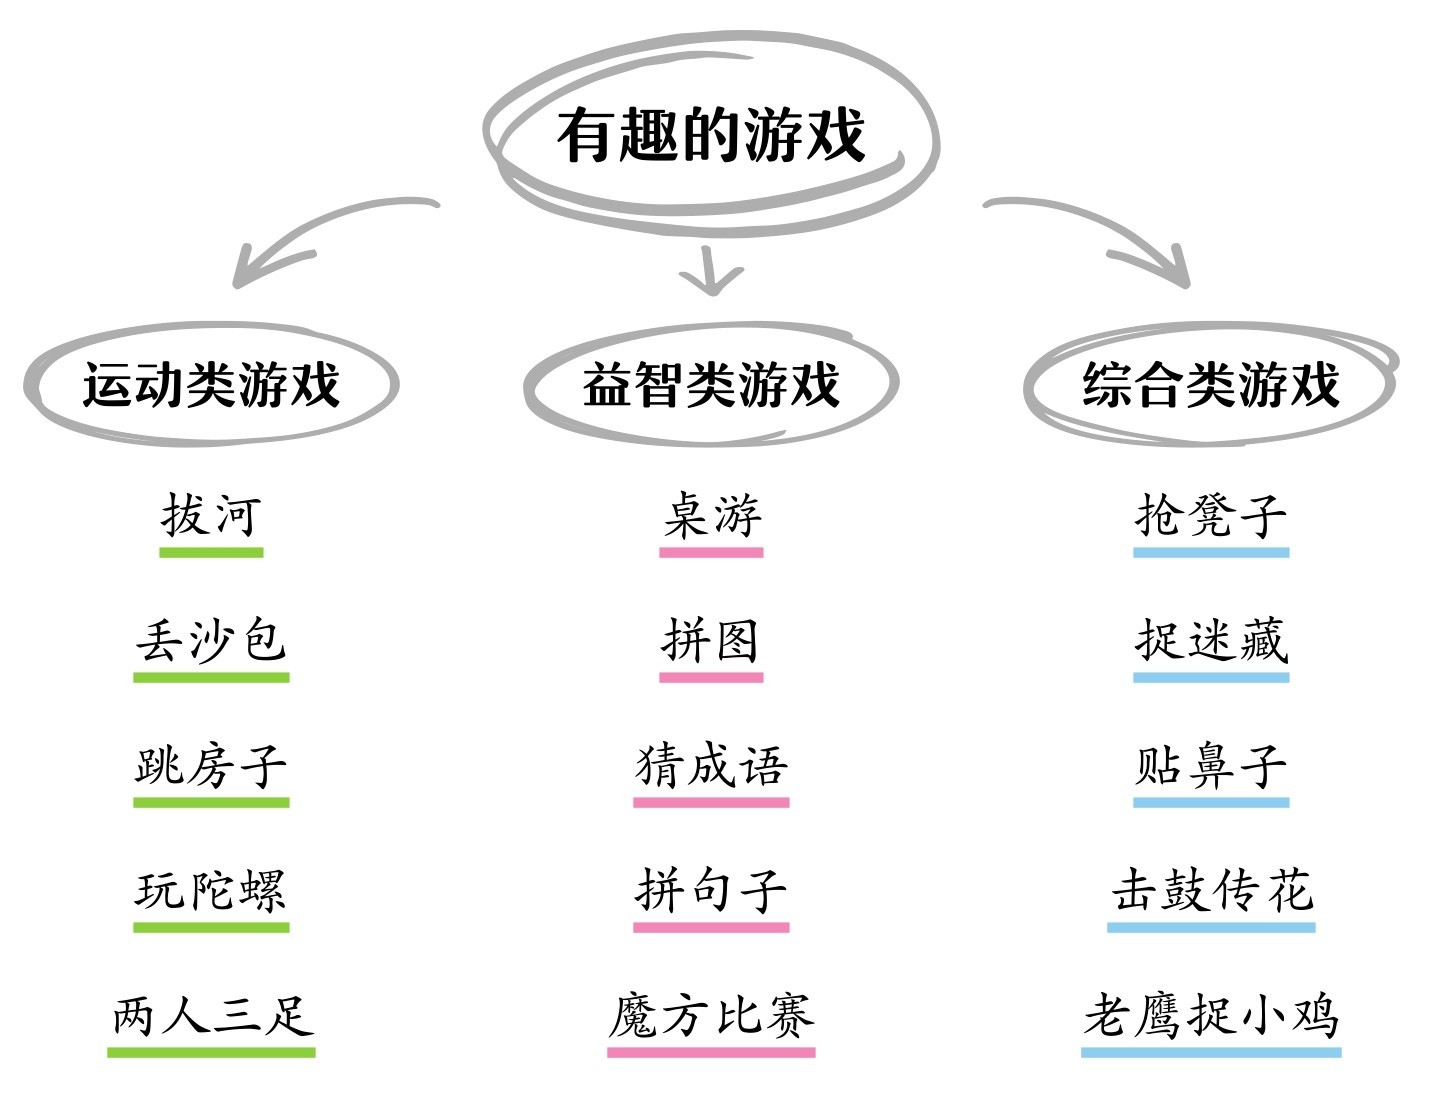 有趣的游戏
运动类游戏
拔河
丢沙包
跳房子
玩陀螺
两人三足
益智类游戏
桌游
拼图
猜成语
拼句子
魔方比赛
综合类游戏
抢凳子
捉迷藏
贴鼻子
击鼓传花
老鹰捉小鸡